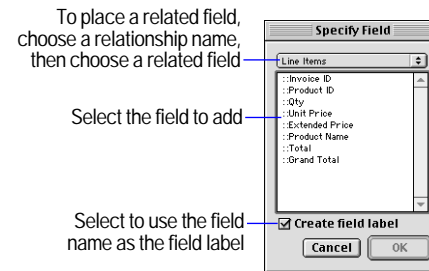 To place a related field,
choose a relationship name,
then choose a related field
Select the field to add
Select to use the field
name as the field label
Specify Field
Line Items
::Invoice ID
::Product ID
::Qty
::Unit Price
::Extended Price
::Product Name
::Total
::Grand Total
Create field label
Cancel
OK